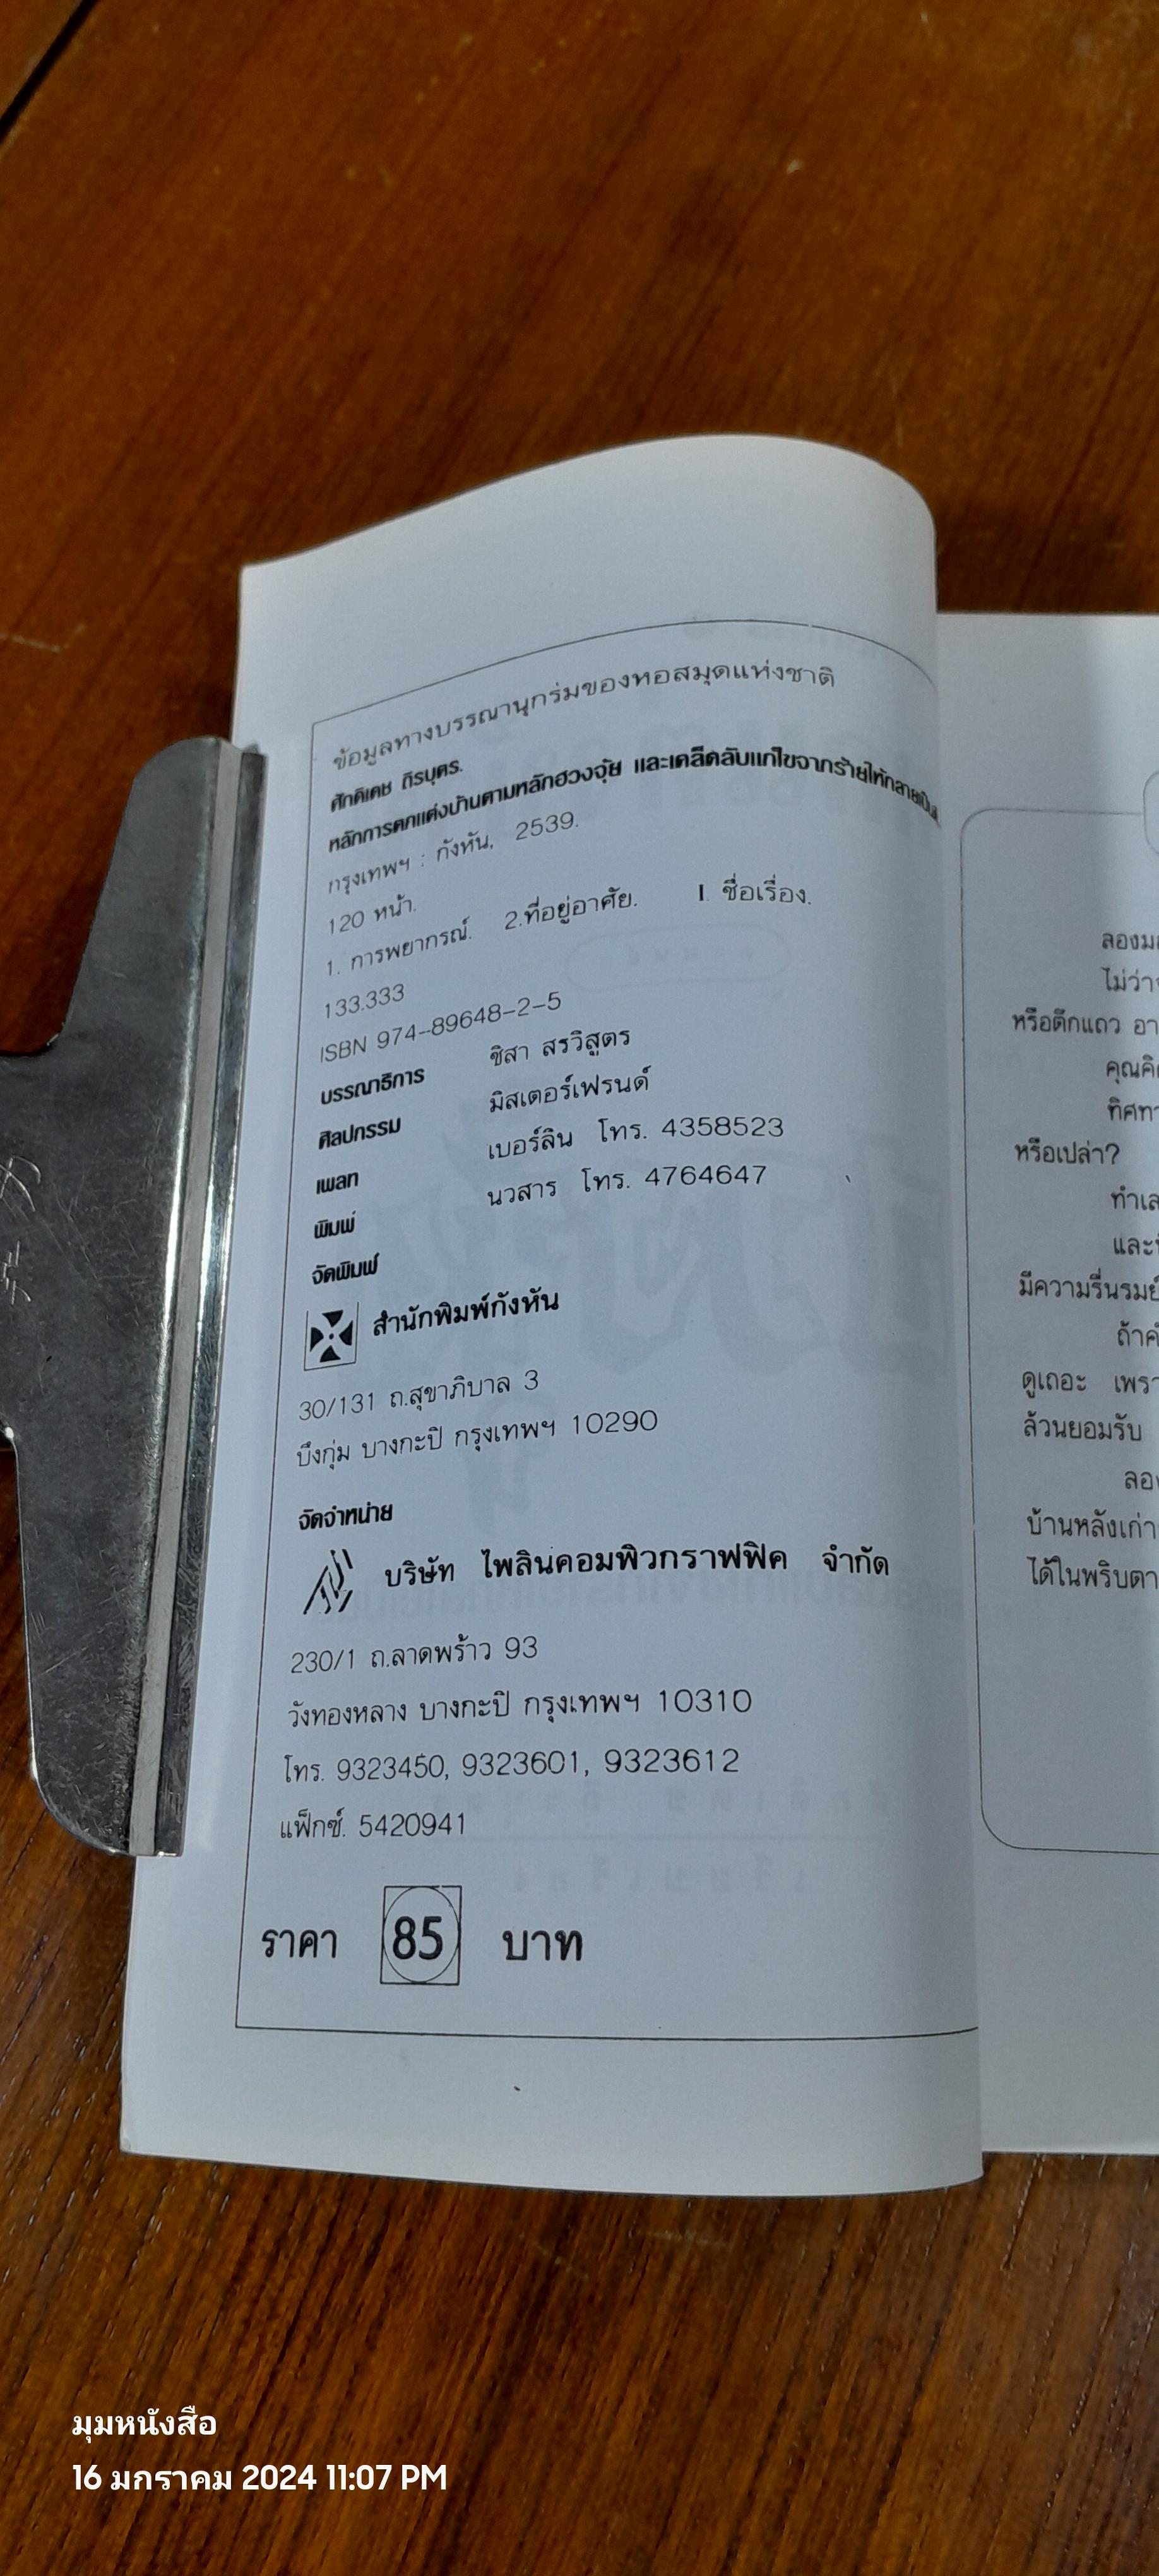 ข้อมูลทางบรรณานุกรมของหอสมุดแห่งชาติ
ศักดิเดช ถิรบุตร.
หลักการตกแต่งบ้านตามหลักฮวงจุ้ย และเคล็ดลับแก้ไขจากร้ายให้กลายเป็น
กรุงเทพฯ : กังหัน, 2539.
120 หน้า.
1. การพยากรณ์. 2.ที่อยู่อาศัย. I ชื่อเรื่อง.
133.333
ISBN 974-89648-2-5
บรรณาธิการ ชิสา สรวิสูตร
ศิลปกรรม มิสเตอร์เฟรนด์
เพลท เบอร์ลิน โทร. 4358523
พิมพ์ นวสาร โทร. 4764647
จัดพิมพ์
สำนักพิมพ์กังหัน
30/131 ถ.สุขาภิบาล 3
บึงกุ่ม บางกะปิ กรุงเทพฯ 10290
จัดจำหน่าย
บริษัท ไพลินคอมพิวกราฟฟิค จำกัด
230/1 ถ.ลาดพร้าว 93
วังทองหลาง บางกะปิ กรุงเทพฯ 10310
โทร. 9323450, 9323601, 9323612
แฟ็กซ์. 5420941
ราคา 85 บาท
ไม่ว่า
หรือตึกแถว
หรือเปล่า?
และ
มีความรื่นรมย์
ดูเถอะ
ล้วนยอมรับ
บ้านหลังเก่า
ได้ในพริบตา
มุมหนังสือ
16 มกราคม 2024 11:07 PM